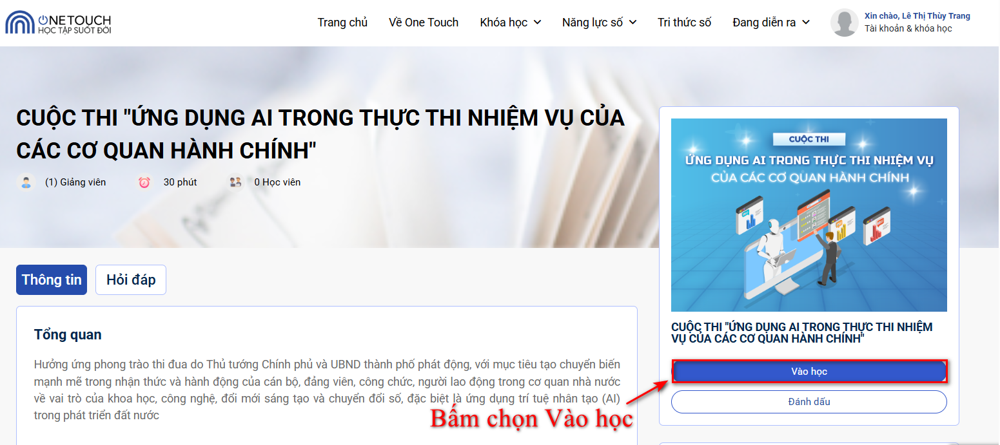 ONETOUCH
HỌC TẬP SUỐT ĐỜI
Trang chủ
Về One Touch
Khóa học
Năng lực số
Tri thức số
Đang diễn ra
Xin chào, Lê Thị Thùy Trang
Tài khoản & khóa học
CUỘC THI "ỨNG DỤNG AI TRONG THỰC THI NHIỆM VỤ CỦA
CÁC CƠ QUAN HÀNH CHÍNH"
(1) Giảng viên
30 phút
0 Học viên
CUỘC THI
ỨNG DỤNG AI TRONG THỰC THI NHIỆM VỤ
CỦA CÁC CƠ QUAN HÀNH CHÍNH
Thông tin
Hỏi đáp
Tổng quan
Hưởng ứng phong trào thi đua do Thủ tướng Chính phủ và UBND thành phố phát động, với mục tiêu tạo chuyển biến
mạnh mẽ trong nhận thức và hành động của cán bộ, đảng viên, công chức, người lao động trong cơ quan nhà nước
về vai trò của khoa học, công nghệ, đổi mới sáng tạo và chuyển đổi số, đặc biệt là ứng dụng trí tuệ nhân tạo (AI)
trong phát triển đất nước
CUỘC THI "ỨNG DỤNG AI TRONG THỰC THI NHIỆM
VỤ CỦA CÁC CƠ QUAN HÀNH CHÍNH"
Vào học
Đánh dấu
Bấm chọn Vào học